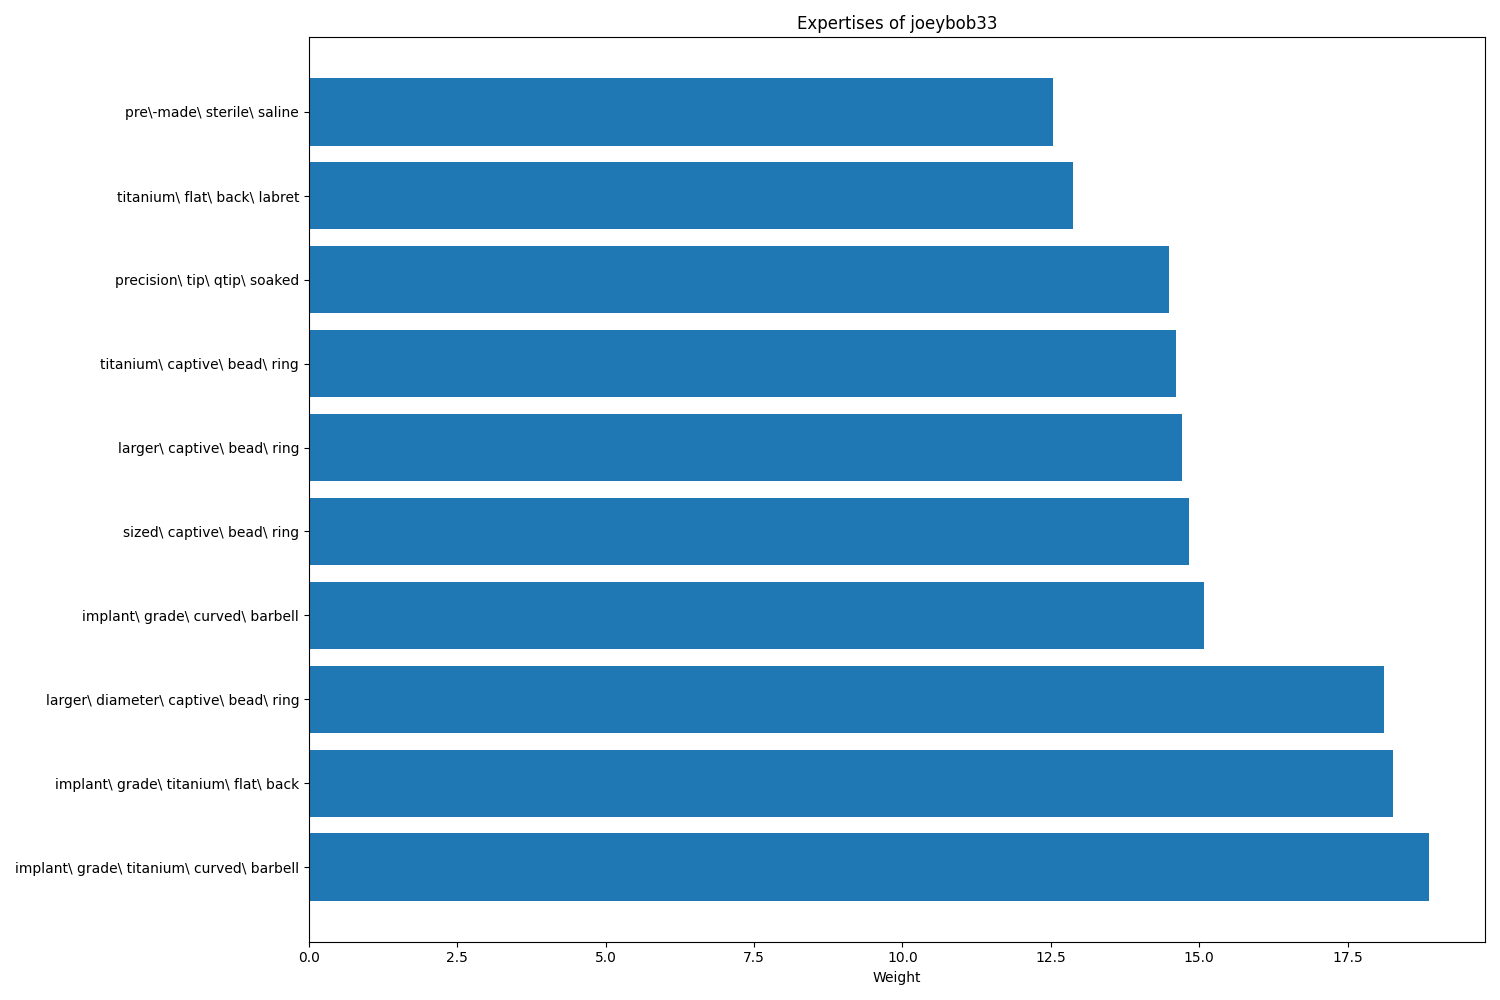 Expertises of joeybob33
pre\-made\ sterile\ saline
titanium\ flat\ back\ labret
precision\ tip\ qtip\ soaked
titanium\ captive\ bead\ ring
larger\ captive\ bead\ ring
sized\ captive\ bead\ ring
implant\ grade\ curved\ barbell
larger\ diameter\ captive\ bead\ ring
implant\ grade\ titanium\ flat\ back
implant\ grade\ titanium\ curved\ barbell
0.0 2.5 5.0 7.5 10.0 12.5 15.0 17.5
Weight